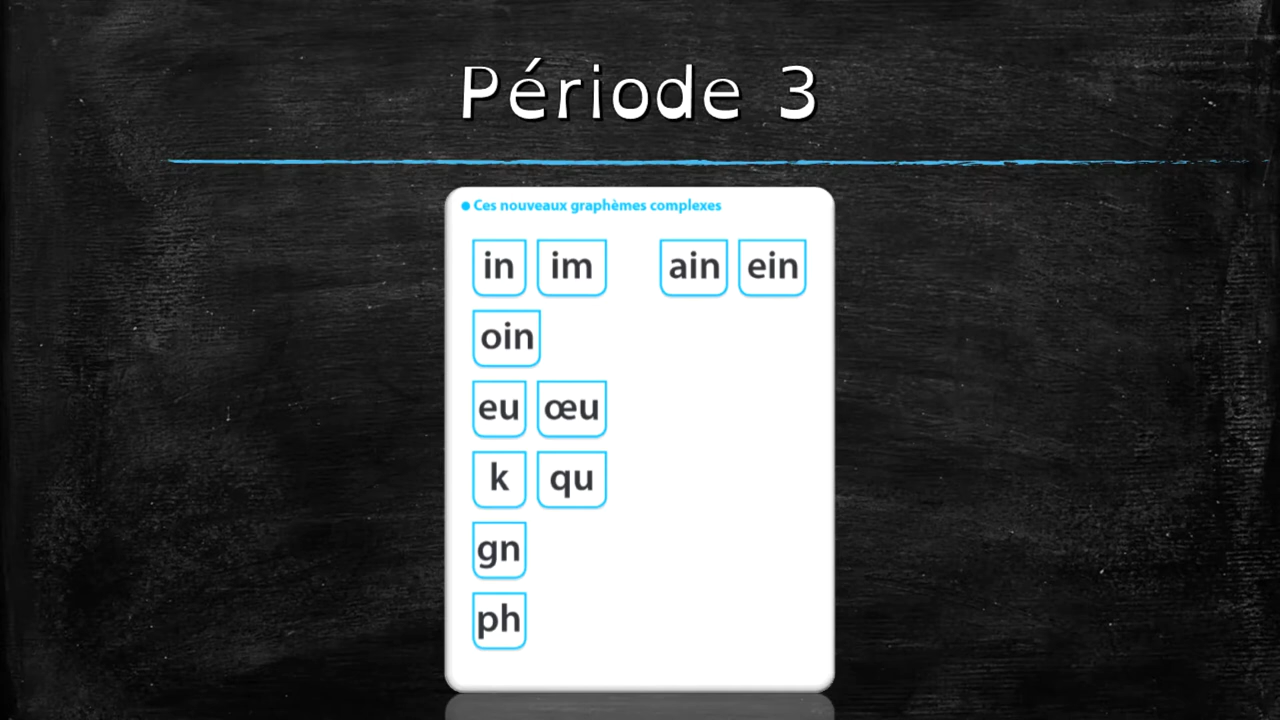 Période 3
● Ces nouveaux graphèmes complexes
in im ain ein
oin
eu œu
k qu
gn
ph